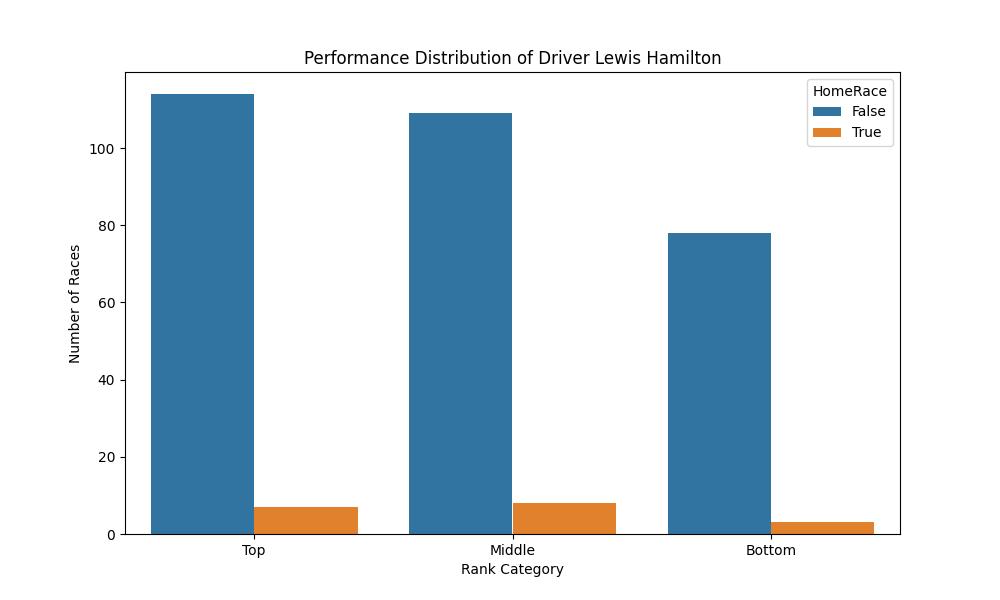 Performance Distribution of Driver Lewis Hamilton
HomeRace
False
True
Number of Races
100
80
60
40
20
0
Top
Middle
Bottom
Rank Category